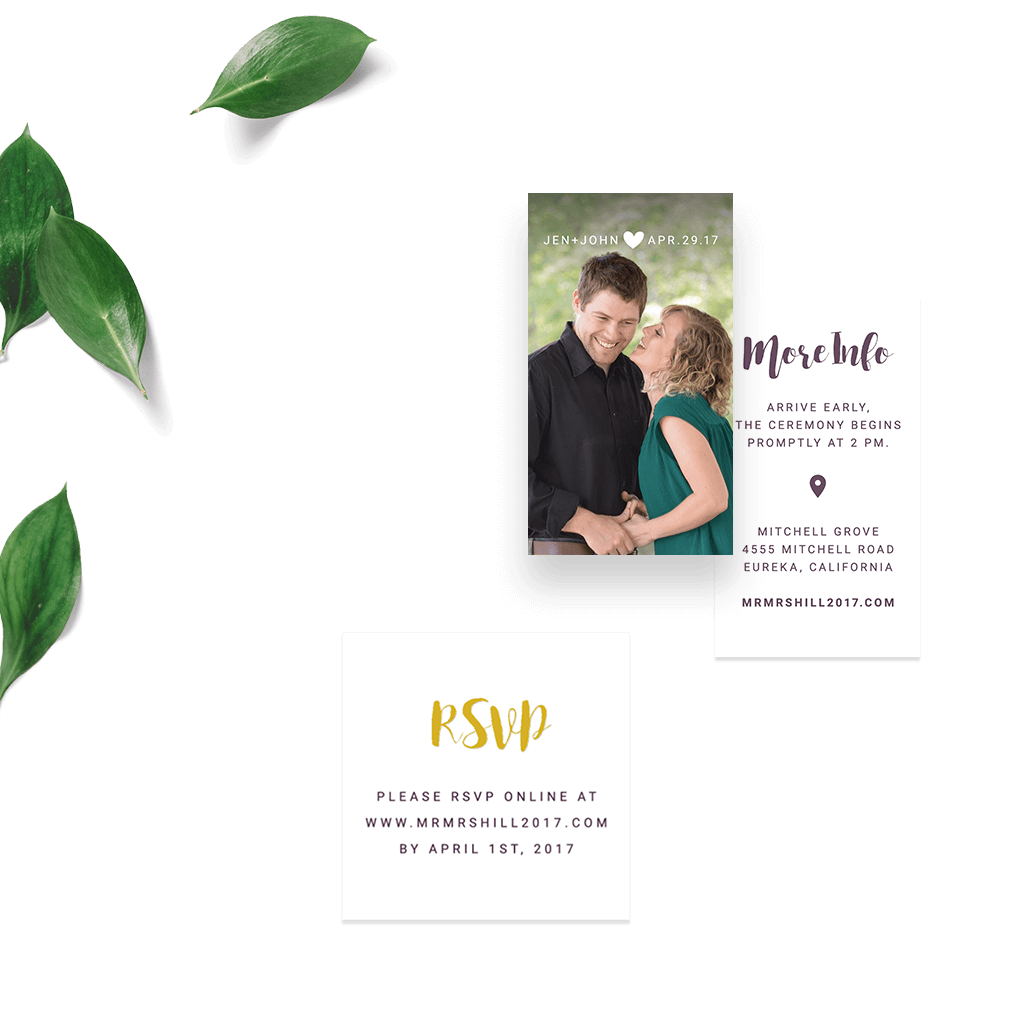 JEN+JOHN APR.29.17
More Info
ARRIVE EARLY,
THE CEREMONY BEGINS
PROMPTLY AT 2 PM.
MITCHELL GROVE
4555 MITCHELL ROAD
EUREKA, CALIFORNIA
MRMRSHILL2017.COM
RSVP
PLEASE RSVP ONLINE AT
WWW.MRMRSHILL2017.COM
BY APRIL 1ST, 2017